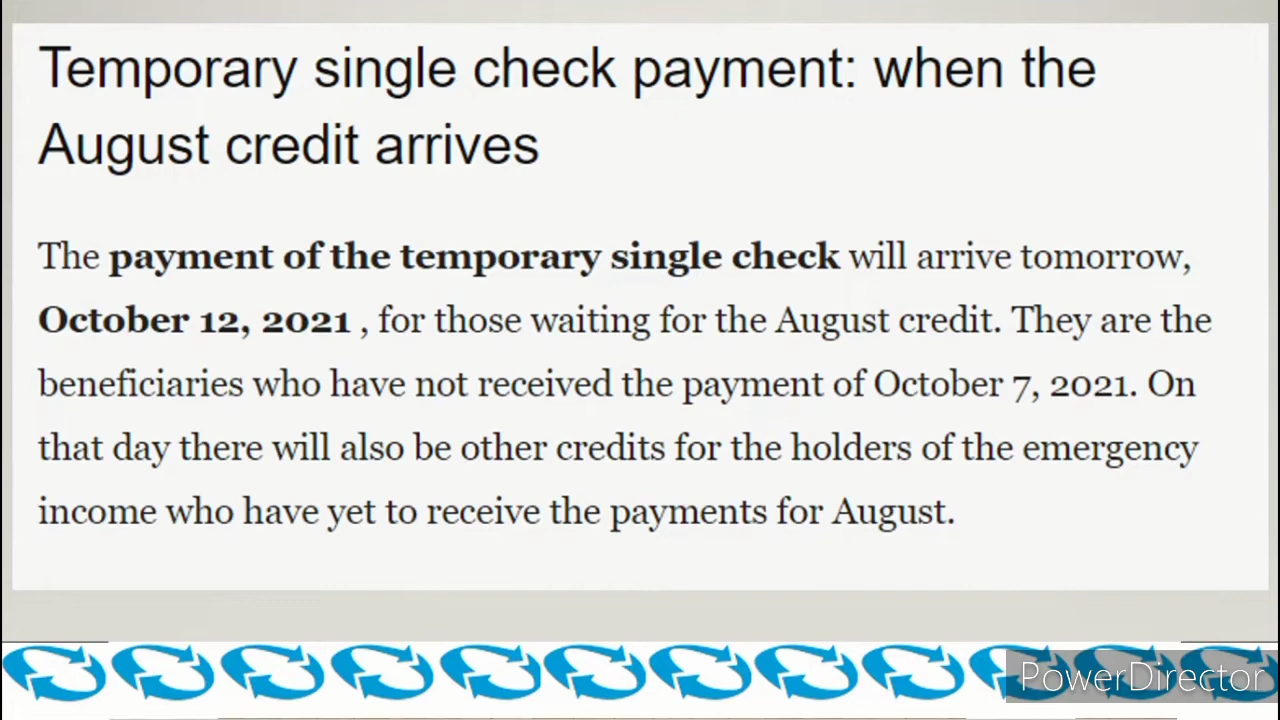 Temporary single check payment: when the
August credit arrives
The payment of the temporary single check will arrive tomorrow,
October 12, 2021 , for those waiting for the August credit. They are the
beneficiaries who have not received the payment of October 7, 2021. On
that day there will also be other credits for the holders of the emergency
income who have yet to receive the payments for August.
PowerDirector